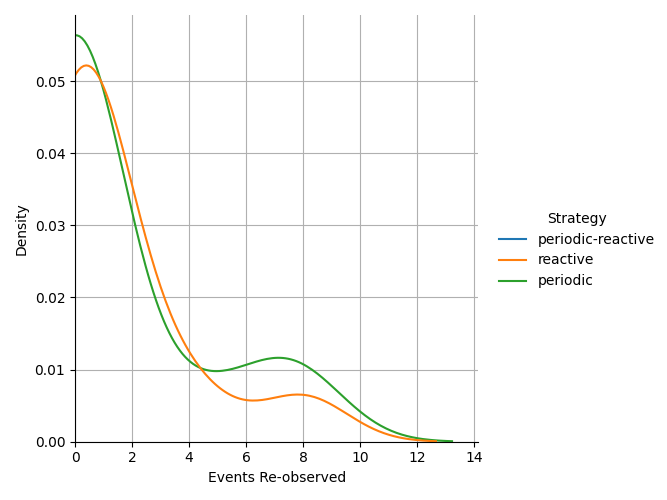 0.05
0.04
0.03
0.02
0.01
0.00
Density
0 2 4 6 8 10 12 14
Events Re-observed
Strategy
periodic-reactive
reactive
periodic